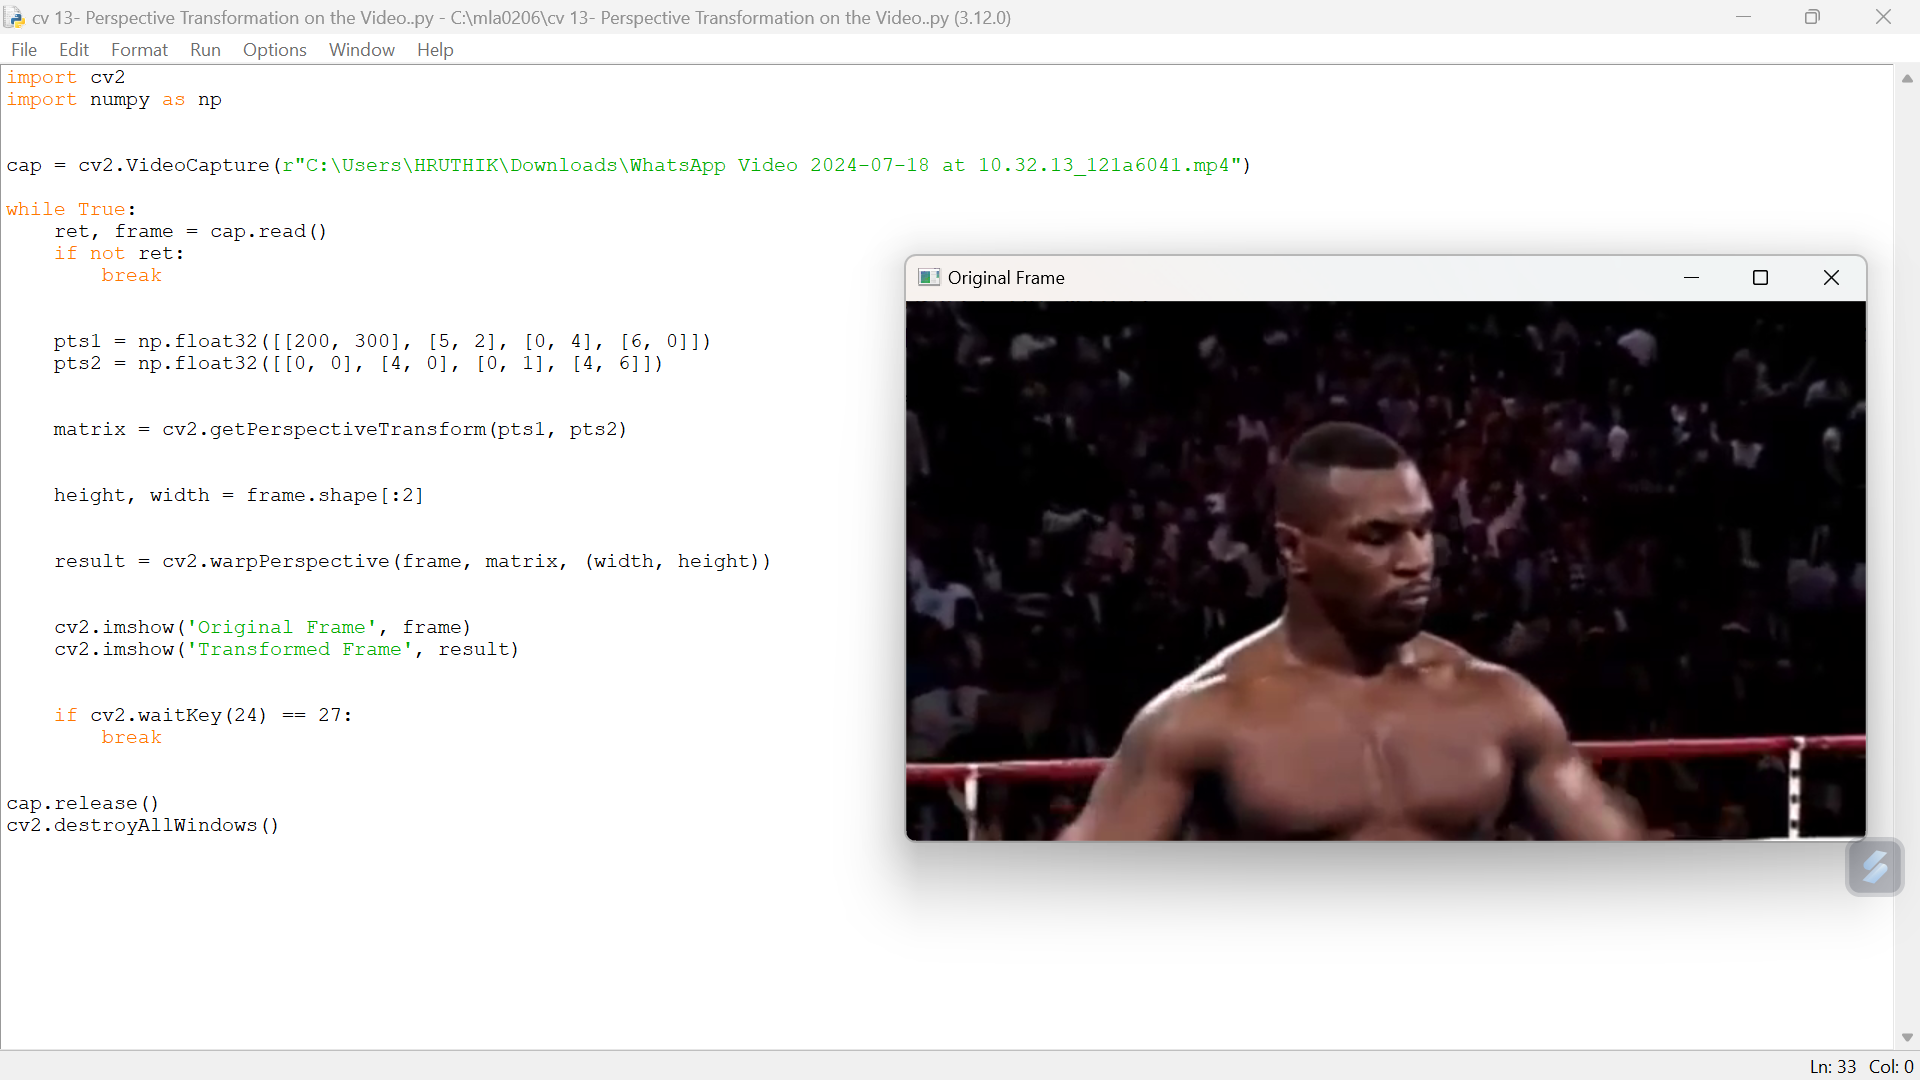 cv 13- Perspective Transformation on the Video..py - C:\mla0206\cv 13- Perspective Transformation on the Video..py (3.12.0)
File Edit Format Run Options Window Help
import cv2
import numpy as np
cap = cv2.VideoCapture(r"C:\Users\HRUTHIK\Downloads\WhatsApp Video 2024-07-18 at 10.32.13_121a6041.mp4")
while True:
    ret, frame = cap.read()
    if not ret:
        break
    pts1 = np.float32([[200, 300], [5, 2], [0, 4], [6, 0]])
    pts2 = np.float32([[0, 0], [4, 0], [0, 1], [4, 6]])
    matrix = cv2.getPerspectiveTransform(pts1, pts2)
    height, width = frame.shape[:2]
    result = cv2.warpPerspective(frame, matrix, (width, height))
    cv2.imshow('Original Frame', frame)
    cv2.imshow('Transformed Frame', result)
    if cv2.waitKey(24) == 27:
        break
cap.release()
cv2.destroyAllWindows()
Original Frame
Ln: 33 Col: 0